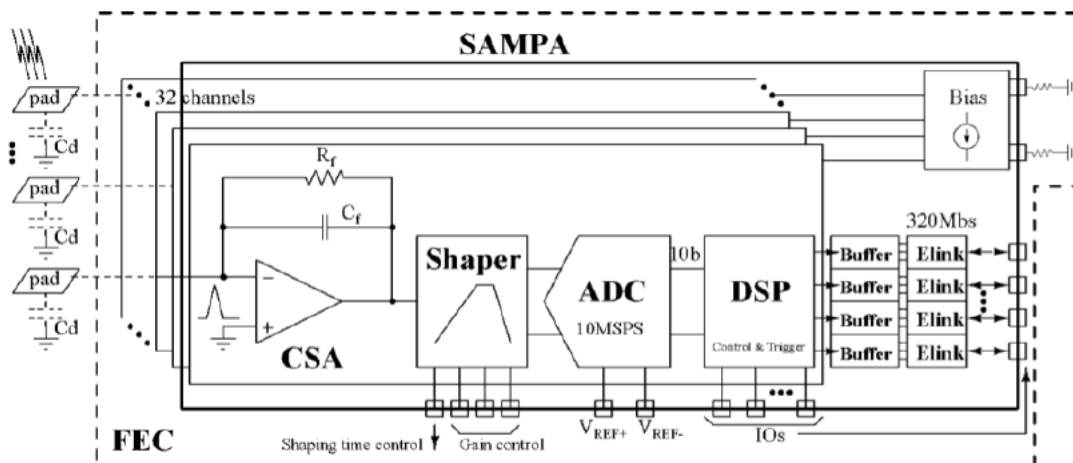 SAMPA
pad
32 channels
Bias
Cd
Rf
pad
Cf
320Mbs
Cd
Shaper
10b
Buffer
Elink
pad
−
ADC
DSP
Buffer
Elink
10MSPS
Buffer
Elink
Cd
+
CSA
Control & Trigger
Buffer
Elink
FEC
Shaping time control
Gain control
VREF+
VREF-
IOs